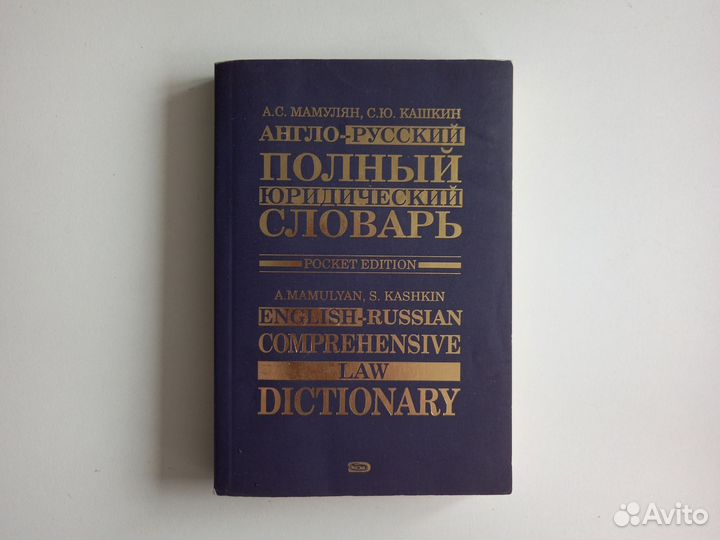 А.С. МАМУЛЯН, С.Ю. КАШКИН
АНГЛО-РУССКИЙ
ПОЛНЫЙ
ЮРИДИЧЕСКИЙ
СЛОВАРЬ
POCKET EDITION
A.MAMULYAN, S. KASHKIN
ENGLISH-RUSSIAN
COMPREHENSIVE
LAW
DICTIONARY
Avito